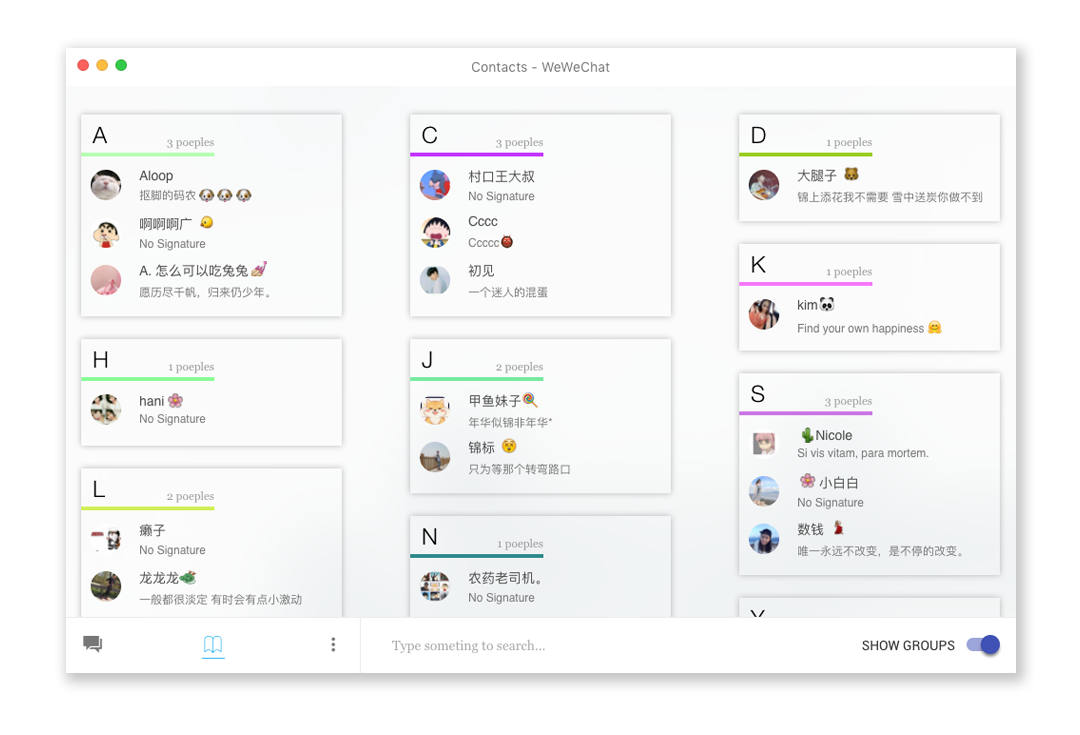 Contacts - WeWeChat
A
3 poeples
Aloop
抠脚的码农🐶🐶🐶
啊啊啊广
No Signature
A. 怎么可以吃兔兔💅
愿历尽千帆，归来仍少年。
H
1 poeples
hani 🌸
No Signature
L
2 poeples
癞子
No Signature
龙龙龙🐲
一般都很淡定 有时会有点小激动
C
3 poeples
村口王大叔
No Signature
Cccc
Ccccc🐞
初见
一个迷人的混蛋
J
2 poeples
甲鱼妹子🍭
年华似锦非年华*
锦标 😲
只为等那个转弯路口
N
1 poeples
农药老司机。
No Signature
D
1 poeples
大腿子 🐻
锦上添花我不需要 雪中送炭你做不到
K
1 poeples
kim🐼
Find your own happiness 🤗
S
3 poeples
🌵Nicole
Si vis vitam, para mortem.
🌸 小白白
No Signature
数钱 💃
唯一永远不改变，是不停的改变。
Type someting to search...
SHOW GROUPS